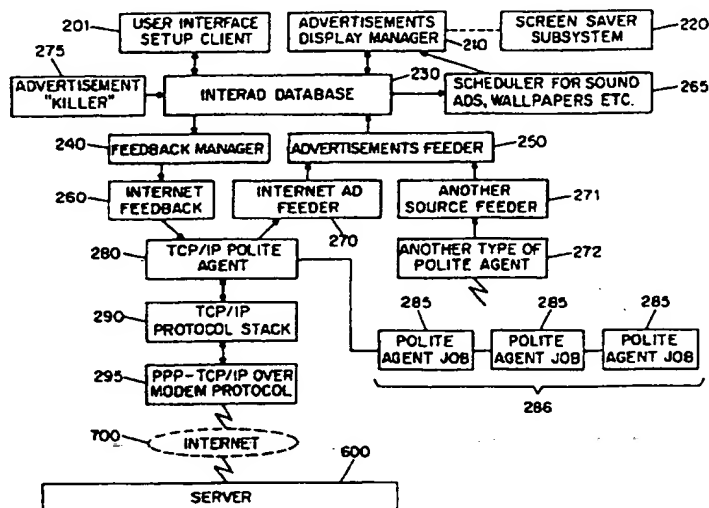 201
USER INTERFACE
SETUP CLIENT
ADVERTISEMENTS
DISPLAY MANAGER
210
SCREEN SAVER
SUBSYSTEM
220
275
ADVERTISEMENT
"KILLER"
230
INTERAD DATABASE
SCHEDULER FOR SOUND
ADS, WALLPAPERS ETC.
265
240
FEEDBACK MANAGER
ADVERTISEMENTS FEEDER
250
260
INTERNET
FEEDBACK
INTERNET AD
FEEDER
270
ANOTHER
SOURCE FEEDER
271
280
TCP/IP POLITE
AGENT
ANOTHER TYPE OF
POLITE AGENT
272
290
TCP/IP
PROTOCOL STACK
285
285
285
POLITE
AGENT JOB
POLITE
AGENT JOB
POLITE
AGENT JOB
286
295
PPP-TCP/IP OVER
MODEM PROTOCOL
700
INTERNET
600
SERVER